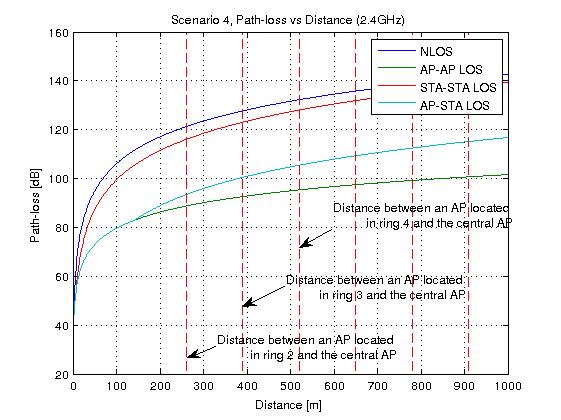 Scenario 4, Path-loss vs Distance (2.4GHz)
160
140
120
100
80
60
40
20
Path-loss [dB]
NLOS
AP-AP LOS
STA-STA LOS
AP-STA LOS
Distance between an AP located
in ring 4 and the central AP
Distance between an AP located
in ring 3 and the central AP
Distance between an AP located
in ring 2 and the central AP
0 100 200 300 400 500 600 700 800 900 1000
Distance [m]